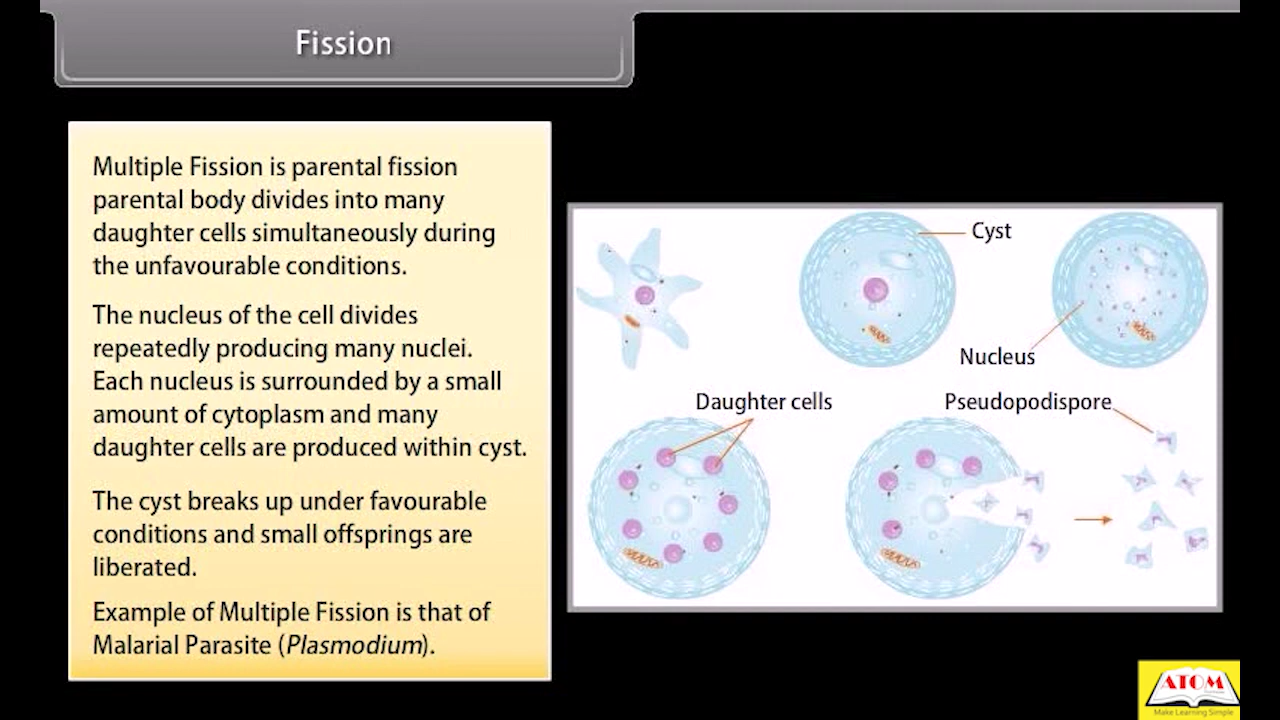 Fission
Multiple Fission is parental fission
parental body divides into many
daughter cells simultaneously during
the unfavourable conditions.
The nucleus of the cell divides
repeatedly producing many nuclei.
Each nucleus is surrounded by a small
amount of cytoplasm and many
daughter cells are produced within cyst.
The cyst breaks up under favourable
conditions and small offsprings are
liberated.
Example of Multiple Fission is that of
Malarial Parasite (Plasmodium).
Cyst
Nucleus
Daughter cells
Pseudopodispore
ATOM
Make Learning Simple